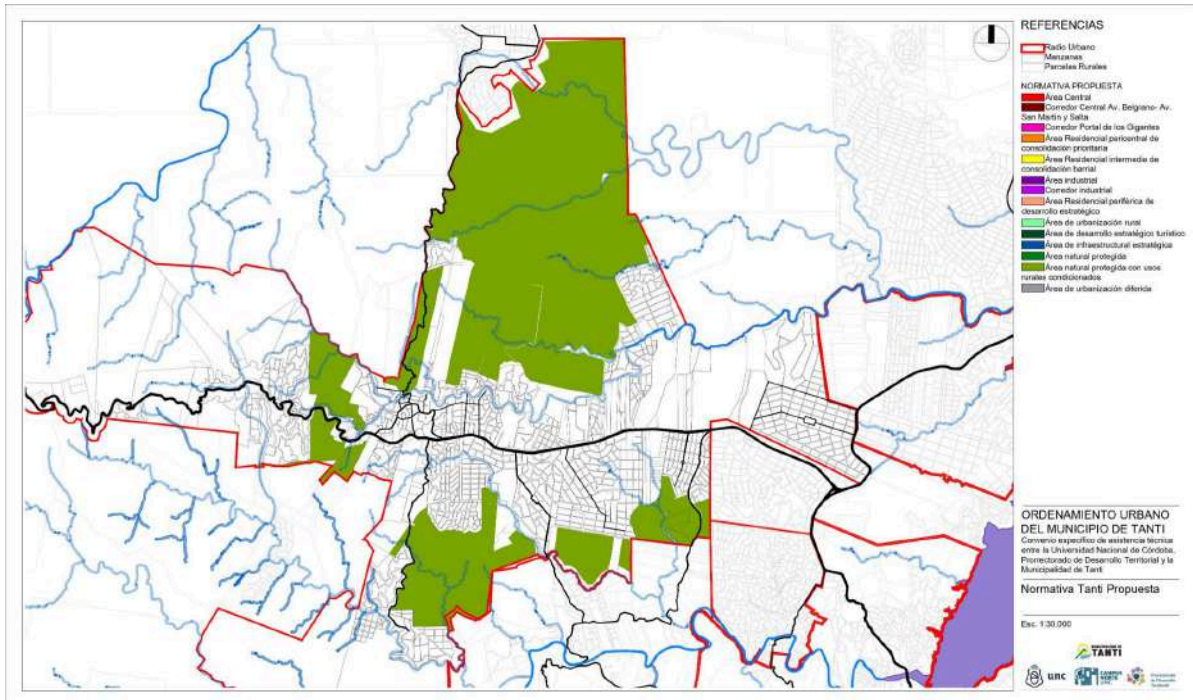 REFERENCIAS
Radio Urbano
Manzanas
Parcelas Rurales
NORMATIVA PROPUESTA
Área Central
Corredor Central Av. Belgrano- Av.
San Martín y Salta
Corredor Portal de los Gigantes
Área Residencial pericentral de
consolidación prioritaria
Área Residencial intermedia de
consolidación barrial
Área industrial
Corredor industrial
Área Residencial periférica de
desarrollo estratégico
Área de urbanización rural
Área de desarrollo estratégico turístico
Área de infraestructural estratégica
Área natural protegida
Área natural protegida con usos
rurales condicionados
Área de urbanización diferida
ORDENAMIENTO URBANO
DEL MUNICIPIO DE TANTI
Convenio específico de asistencia técnica
entre la Universidad Nacional de Córdoba,
Prorrectorado de Desarrollo Territorial y la
Municipalidad de Tanti
Normativa Tanti Propuesta
Esc. 1:30.000
TANTI
unc
CAMPUS
NORTE